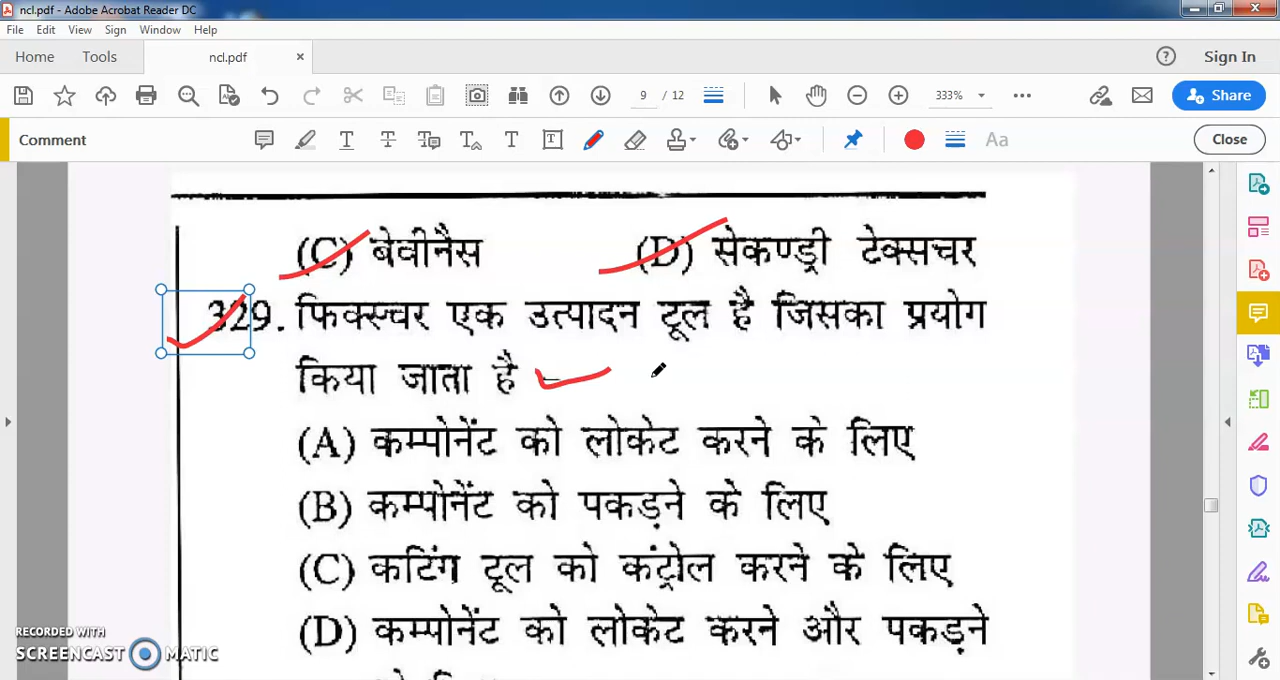 ncl.pdf - Adobe Acrobat Reader DC
File Edit View Sign Window Help
Home Tools ncl.pdf × ? Sign In
9 / 12 333% Share
Comment Aa Close
(C) बेवीनैस (D) सेकण्ड्री टेक्सचर
329. फिक्स्चर एक उत्पादन टूल है जिसका प्रयोग
किया जाता है –
(A) कम्पोनेंट को लोकेट करने के लिए
(B) कम्पोनेंट को पकड़ने के लिए
(C) कटिंग टूल को कंट्रोल करने के लिए
(D) कम्पोनेंट को लोकेट करने और पकड़ने
RECORDED WITH
SCREENCAST MATIC